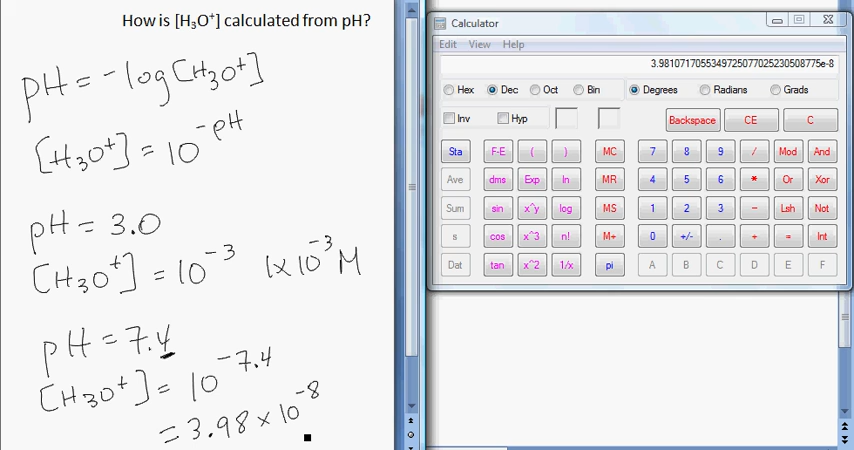 How is [H₃O⁺] calculated from pH?
pH = -log[H₃O⁺]
[H₃O⁺] = 10⁻ᵖᴴ
pH = 3.0
[H₃O⁺] = 10⁻³ 1×10⁻³ M
pH = 7.4
[H₃O⁺] = 10⁻⁷·⁴
= 3.98 × 10⁻⁸
Calculator
Edit View Help
3.9810717055349725077025230508775e-8
Hex Dec Oct Bin Degrees Radians Grads
Inv Hyp Backspace CE C
Sta F-E ( ) MC 7 8 9 / Mod And
Ave dms Exp ln MR 4 5 6 * Or Xor
Sum sin x^y log MS 1 2 3 - Lsh Not
s cos x^3 n! M+ 0 +/- . + = Int
Dat tan x^2 1/x pi A B C D E F